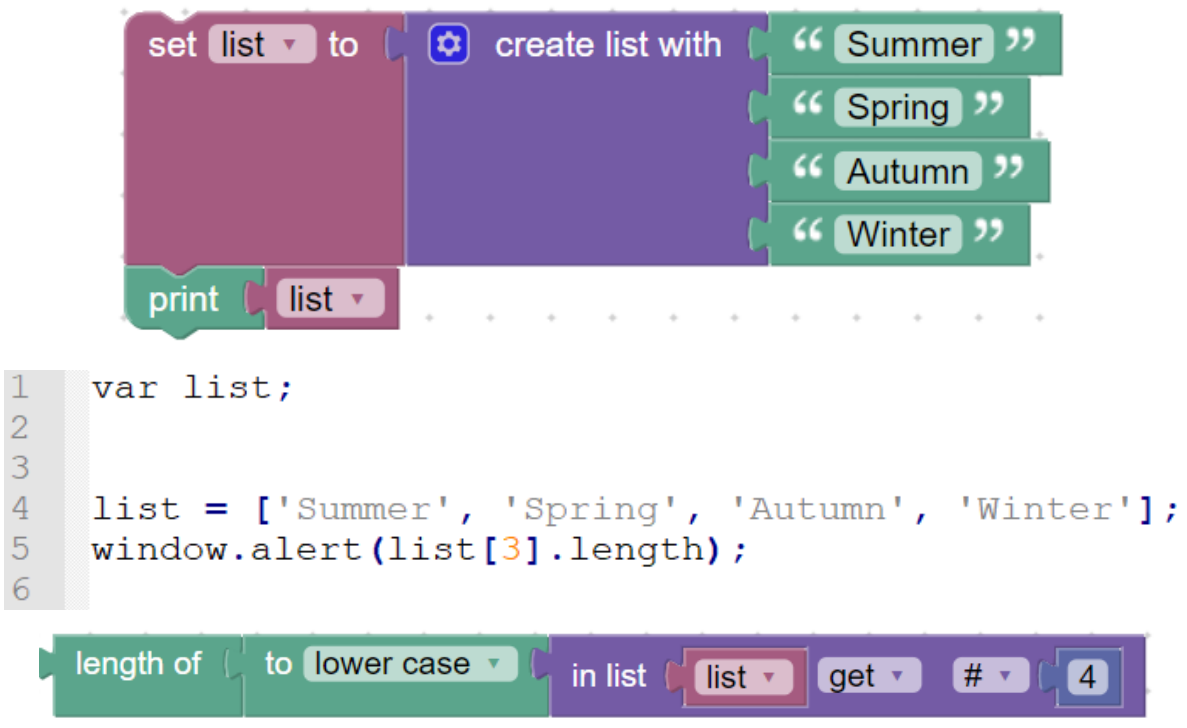 set list ▾ to create list with “ Summer ”
“ Spring ”
“ Autumn ”
“ Winter ”
print list ▾
1 var list;
2
3
4 list = ['Summer', 'Spring', 'Autumn', 'Winter'];
5 window.alert(list[3].length);
6
length of to lower case ▾ in list list ▾ get ▾ # ▾ 4